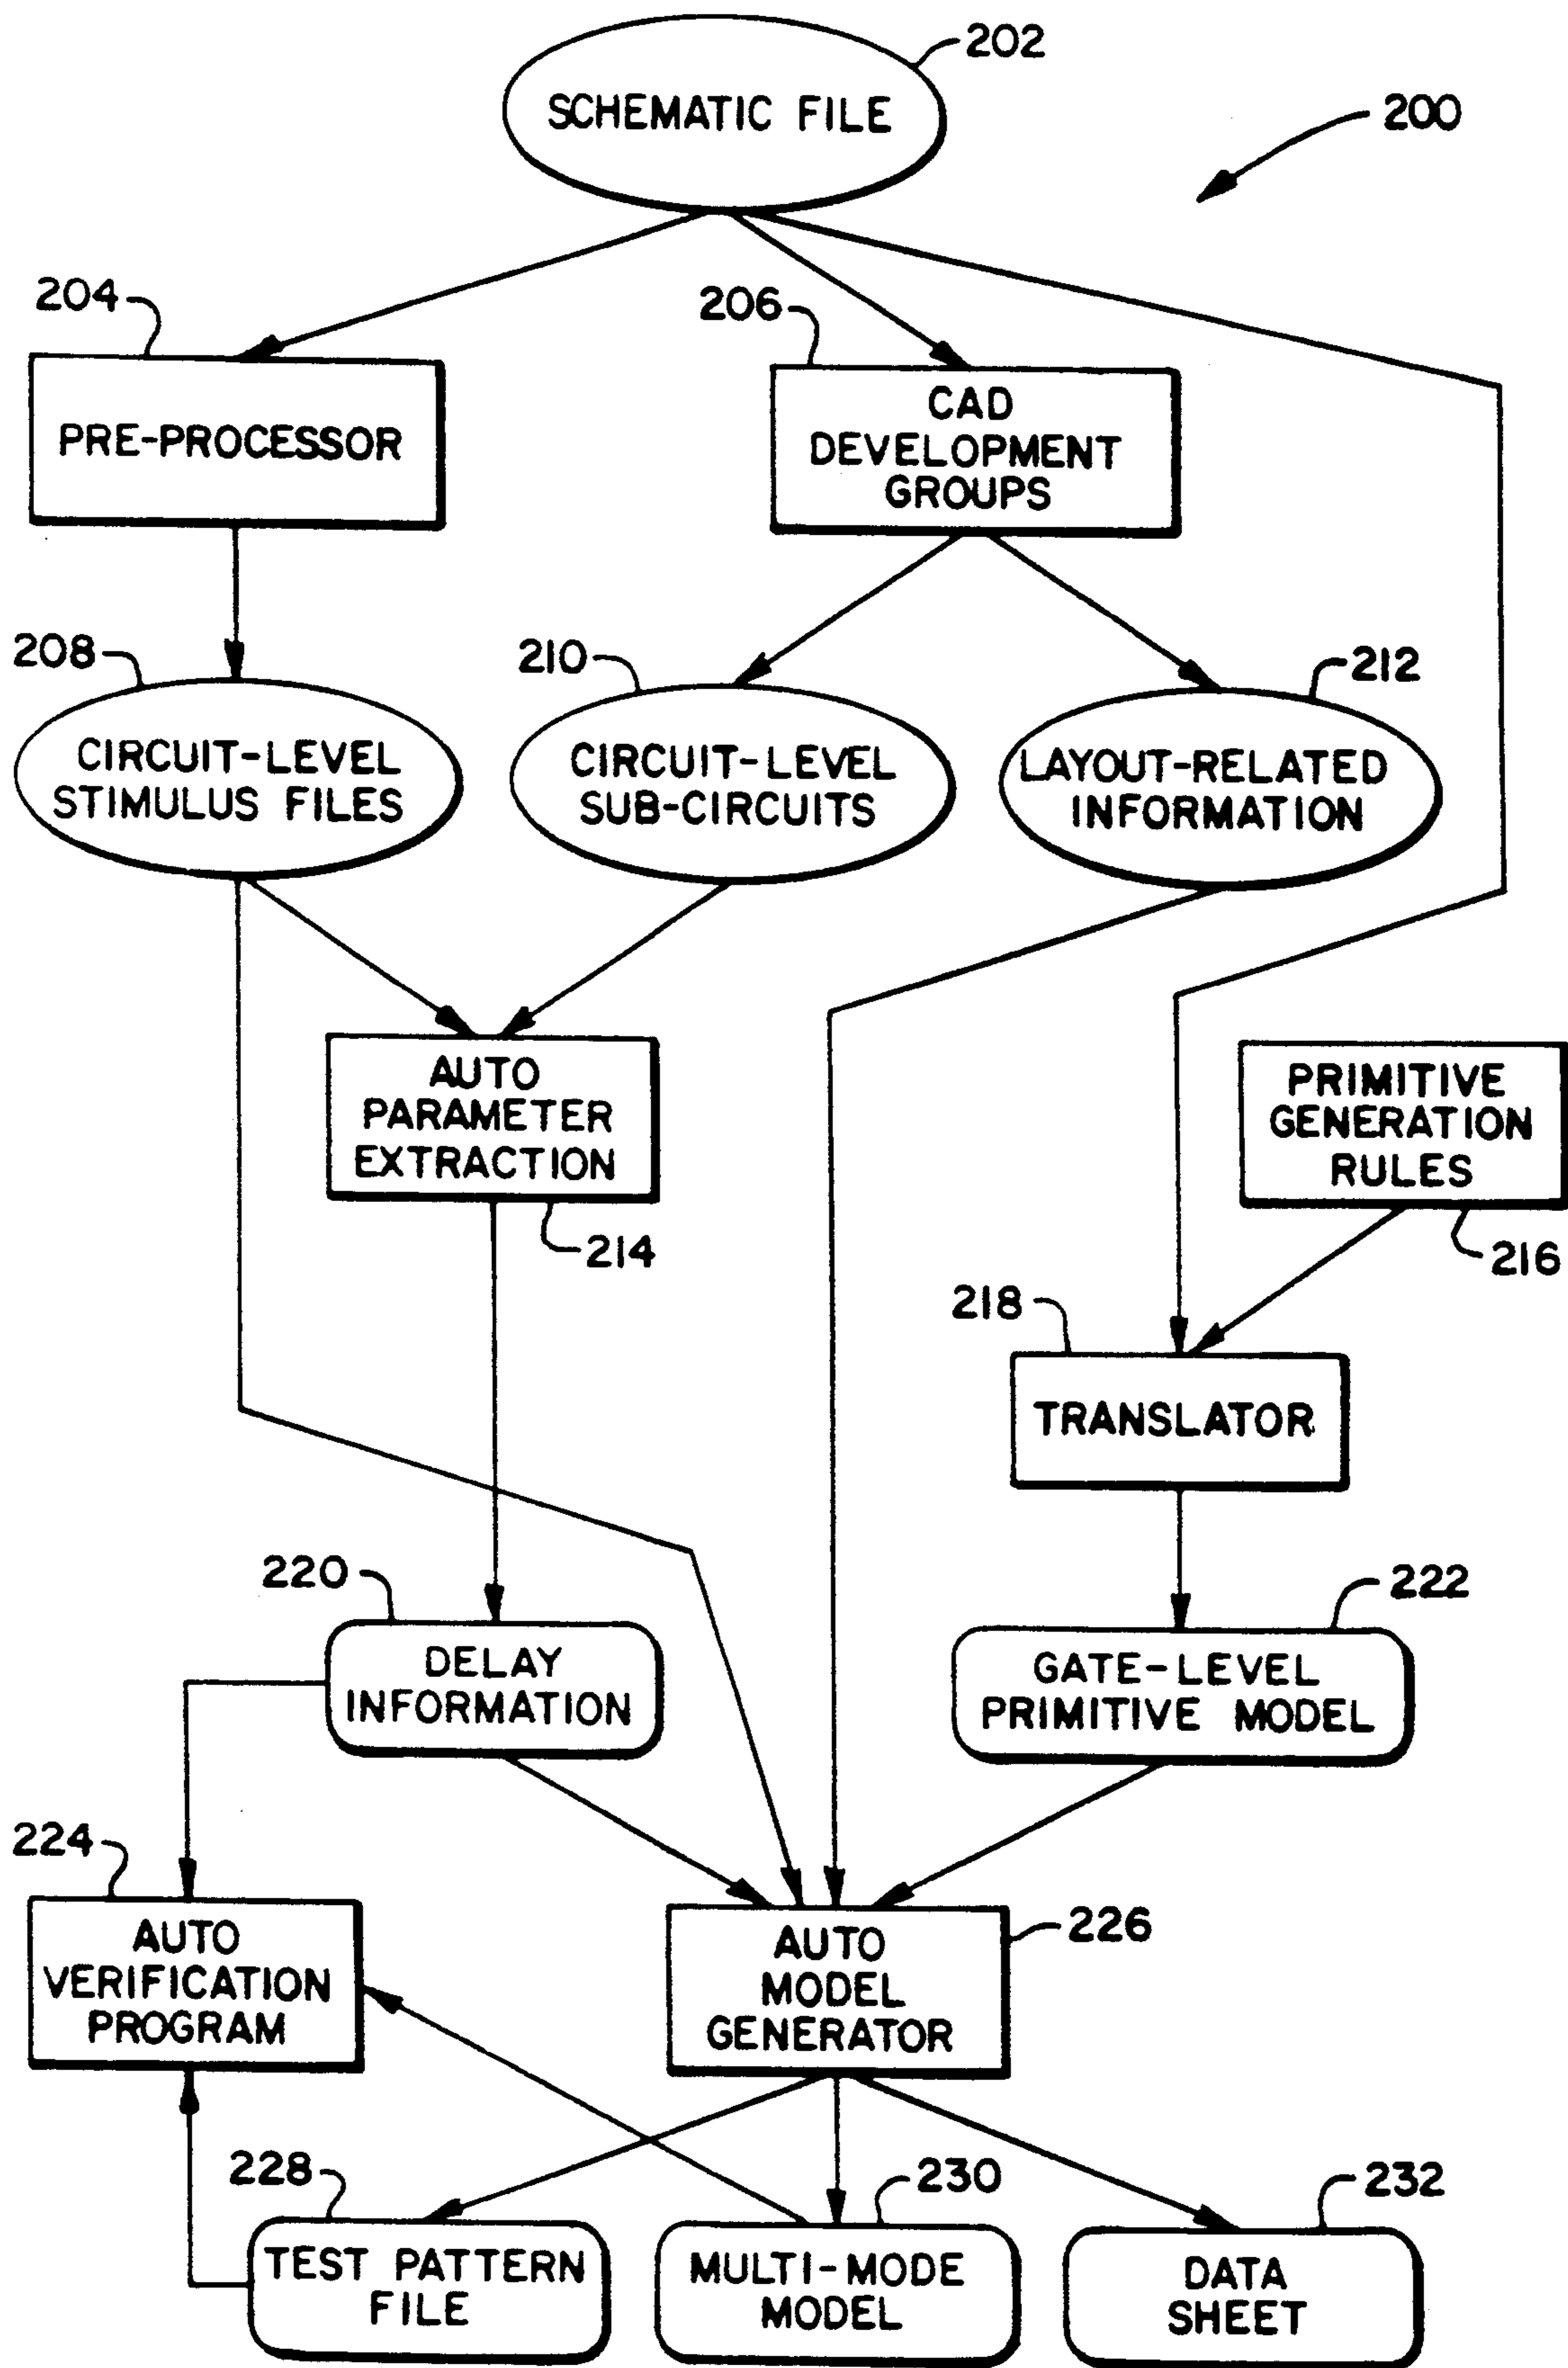 202
SCHEMATIC FILE
200
204
206
PRE-PROCESSOR
CAD
DEVELOPMENT
GROUPS
208
210
212
CIRCUIT-LEVEL
STIMULUS FILES
CIRCUIT-LEVEL
SUB-CIRCUITS
LAYOUT-RELATED
INFORMATION
AUTO
PARAMETER
EXTRACTION
214
PRIMITIVE
GENERATION
RULES
216
218
TRANSLATOR
220
222
DELAY
INFORMATION
GATE-LEVEL
PRIMITIVE MODEL
224
226
AUTO
VERIFICATION
PROGRAM
AUTO
MODEL
GENERATOR
228
230
232
TEST PATTERN
FILE
MULTI-MODE
MODEL
DATA
SHEET